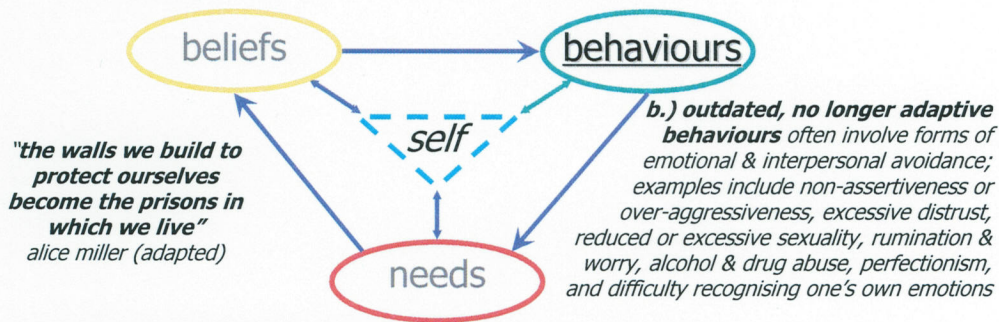 beliefs
behaviours
self
needs
"the walls we build to
protect ourselves
become the prisons in
which we live"
alice miller (adapted)
b.) outdated, no longer adaptive
behaviours often involve forms of
emotional & interpersonal avoidance;
examples include non-assertiveness or
over-aggressiveness, excessive distrust,
reduced or excessive sexuality, rumination &
worry, alcohol & drug abuse, perfectionism,
and difficulty recognising one's own emotions